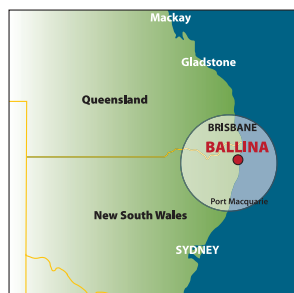 Mackay
Gladstone
Queensland
BRISBANE
BALLINA
Port Macquarie
New South Wales
SYDNEY